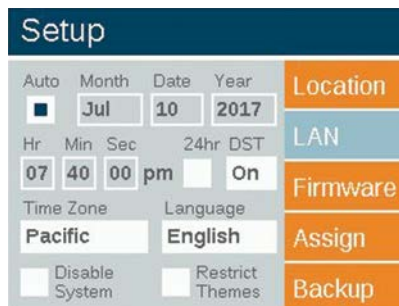 Setup
Auto Month Date Year
Jul 10 2017
Hr Min Sec 24hr DST
07 40 00 pm On
Time Zone Language
Pacific English
Disable System
Restrict Themes
Location
LAN
Firmware
Assign
Backup